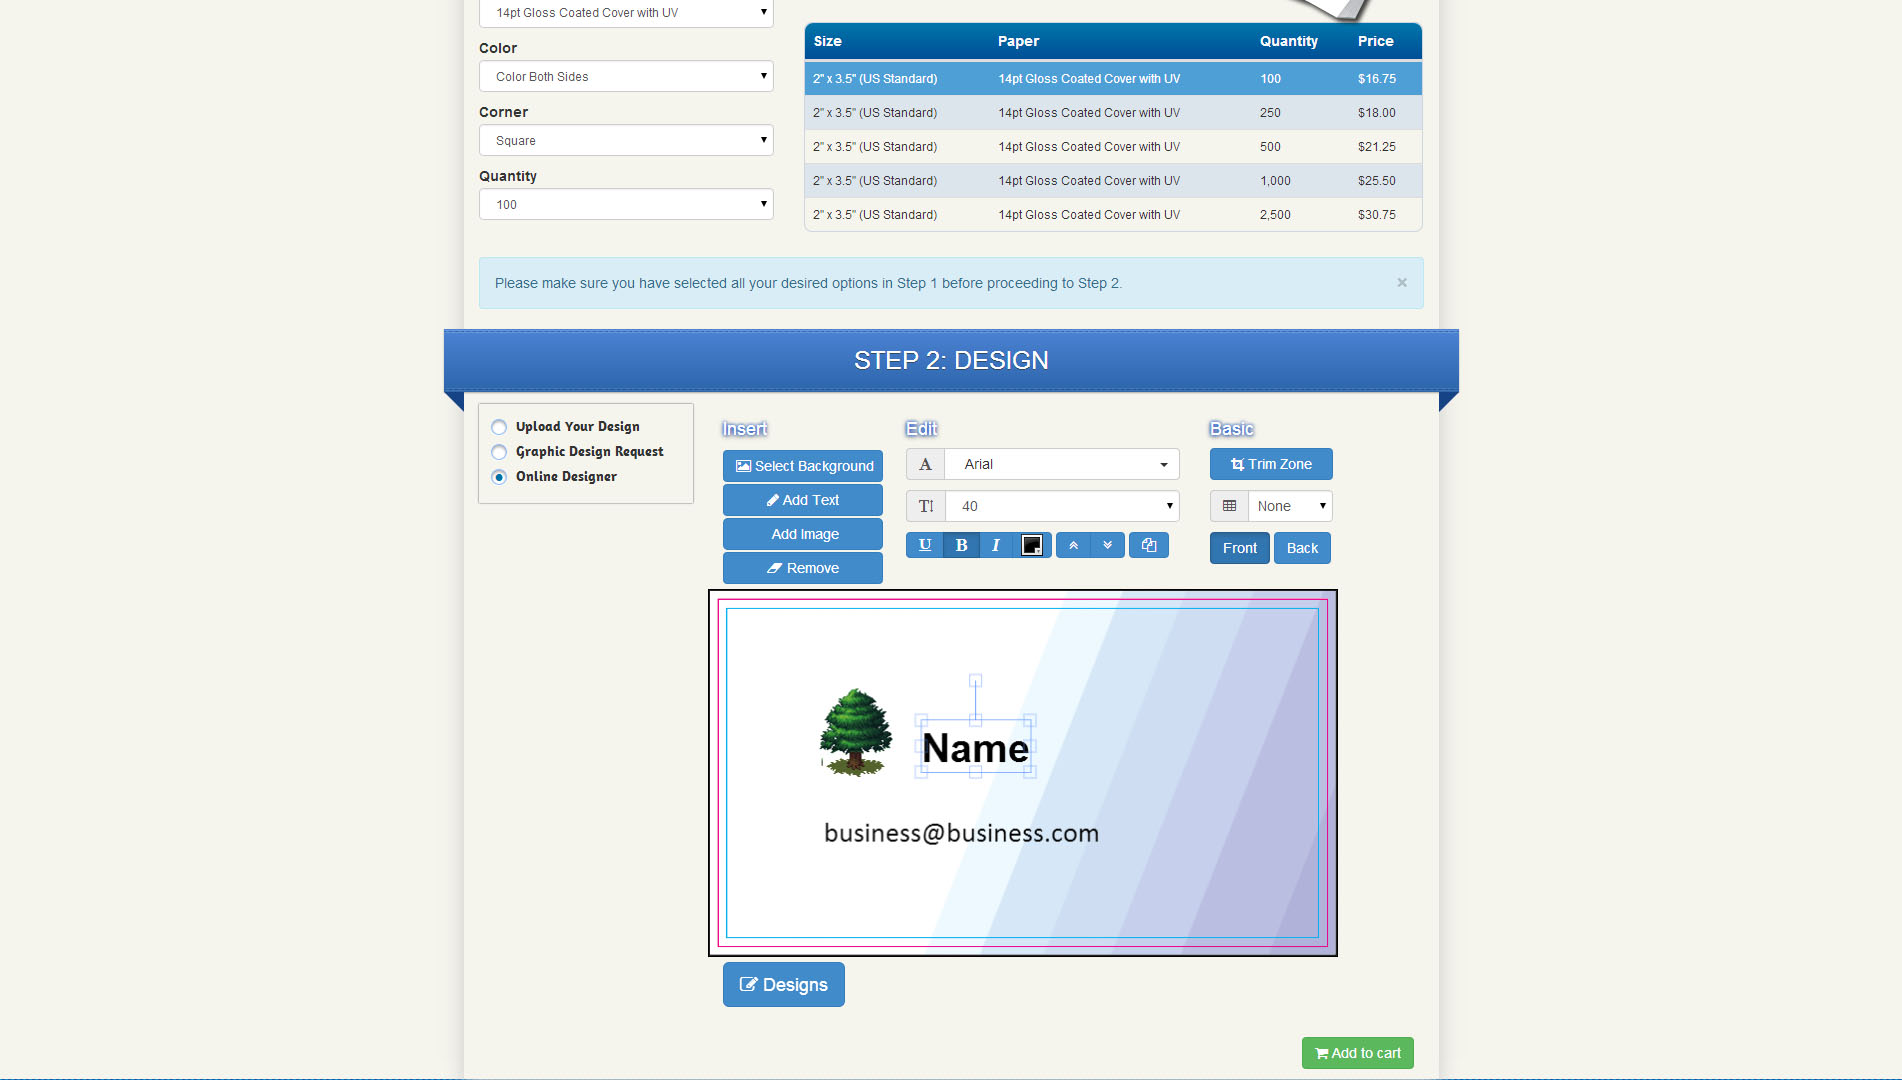 14pt Gloss Coated Cover with UV
Color
Color Both Sides
Corner
Square
Quantity
100
Size Paper Quantity Price
2" x 3.5" (US Standard) 14pt Gloss Coated Cover with UV 100 $16.75
2" x 3.5" (US Standard) 14pt Gloss Coated Cover with UV 250 $18.00
2" x 3.5" (US Standard) 14pt Gloss Coated Cover with UV 500 $21.25
2" x 3.5" (US Standard) 14pt Gloss Coated Cover with UV 1,000 $25.50
2" x 3.5" (US Standard) 14pt Gloss Coated Cover with UV 2,500 $30.75
Please make sure you have selected all your desired options in Step 1 before proceeding to Step 2. ×
STEP 2: DESIGN
Upload Your Design
Graphic Design Request
Online Designer
Insert
Select Background
Add Text
Add Image
Remove
Edit
A Arial
T 40
U B I
Basic
Trim Zone
None
Front Back
Name
business@business.com
Designs
Add to cart